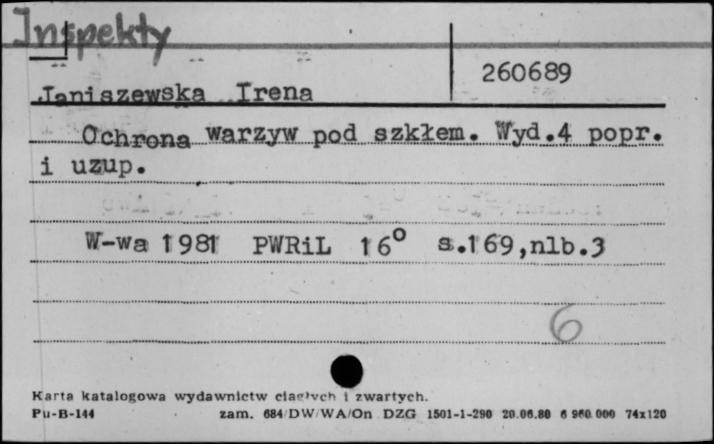 Inspekty
260689
Janiszewska Irena
Ochrona warzyw pod szkłem. Wyd.4 popr.
i uzup.
W-wa 1981 PWRiL 16° s.169,nlb.3
6
Karta katalogowa wydawnictw ciągłych i zwartych.
Pu-B-144 zam. 684/DW/WA/On DZG 1501-1-290 20.06.80 6 960.000 74x120